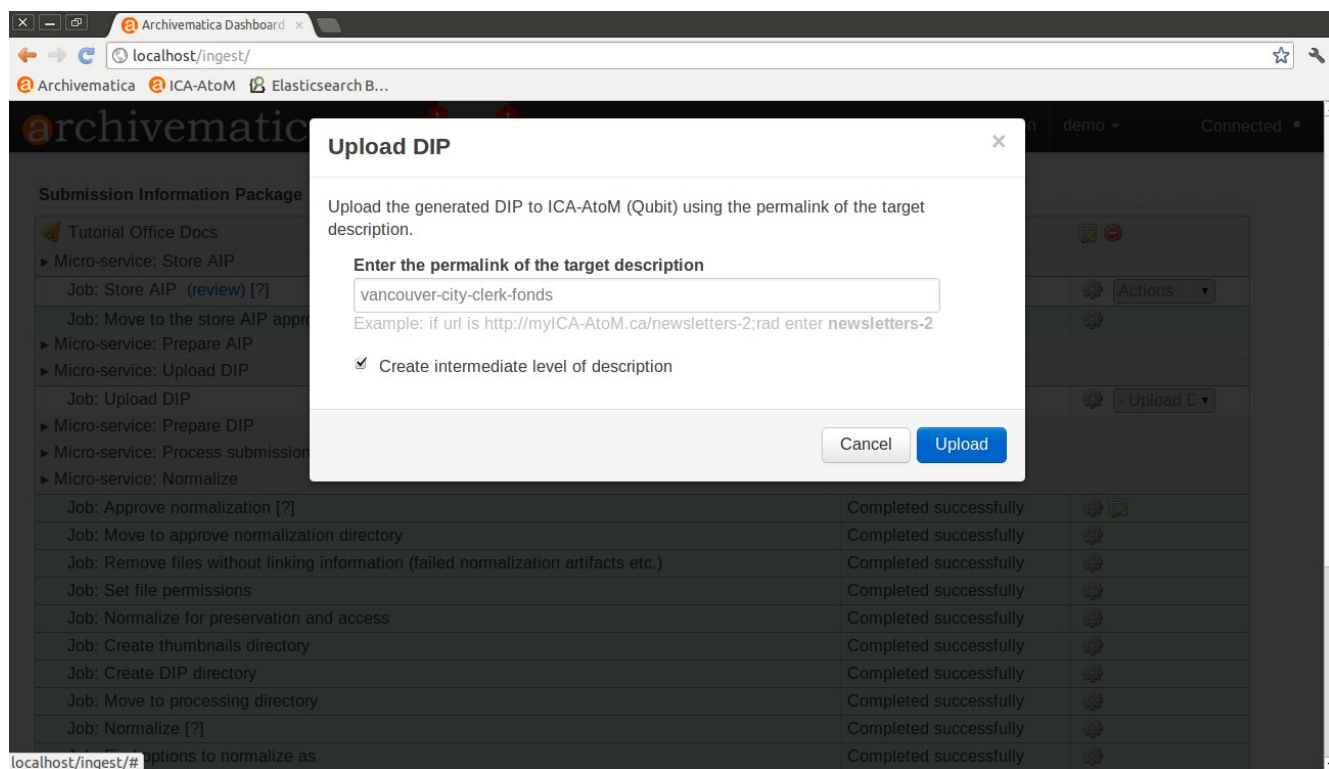 Archivematica Dashboard
localhost/ingest/
Archivematica ICA-AtoM Elasticsearch B...
archivematic
demo Connected
Upload DIP
Submission Information Package
Upload the generated DIP to ICA-AtoM (Qubit) using the permalink of the target
description.
Tutorial Office Docs
Micro-service: Store AIP
Enter the permalink of the target description
Job: Store AIP (review) [?]
vancouver-city-clerk-fonds
Actions
Job: Move to the store AIP appr
Example: if url is http://myICA-AtoM.ca/newsletters-2;rad enter newsletters-2
Micro-service: Prepare AIP
Micro-service: Upload DIP
Create intermediate level of description
Job: Upload DIP
- Upload D
Micro-service: Prepare DIP
Micro-service: Process submission
Cancel Upload
Micro-service: Normalize
Job: Approve normalization [?] Completed successfully
Job: Move to approve normalization directory Completed successfully
Job: Remove files without linking information (failed normalization artifacts etc.) Completed successfully
Job: Set file permissions Completed successfully
Job: Normalize for preservation and access Completed successfully
Job: Create thumbnails directory Completed successfully
Job: Create DIP directory Completed successfully
Job: Move to processing directory Completed successfully
Job: Normalize [?] Completed successfully
options to normalize as Completed successfully
localhost/ingest/#